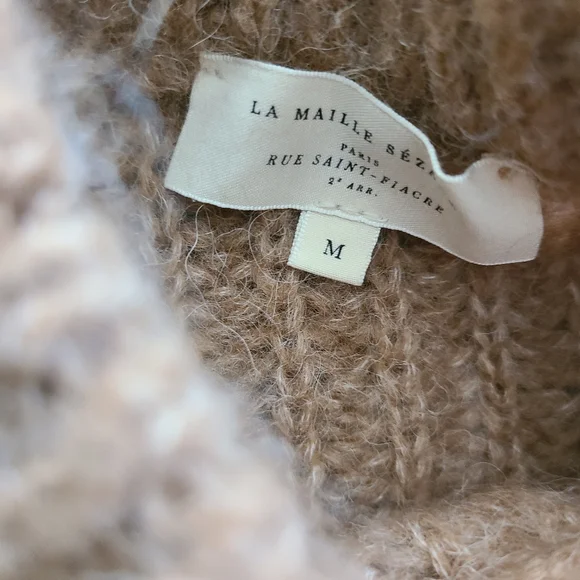 LA MAILLE
PARIS
RUE SAINT-FIACRE
2e ARR.
M